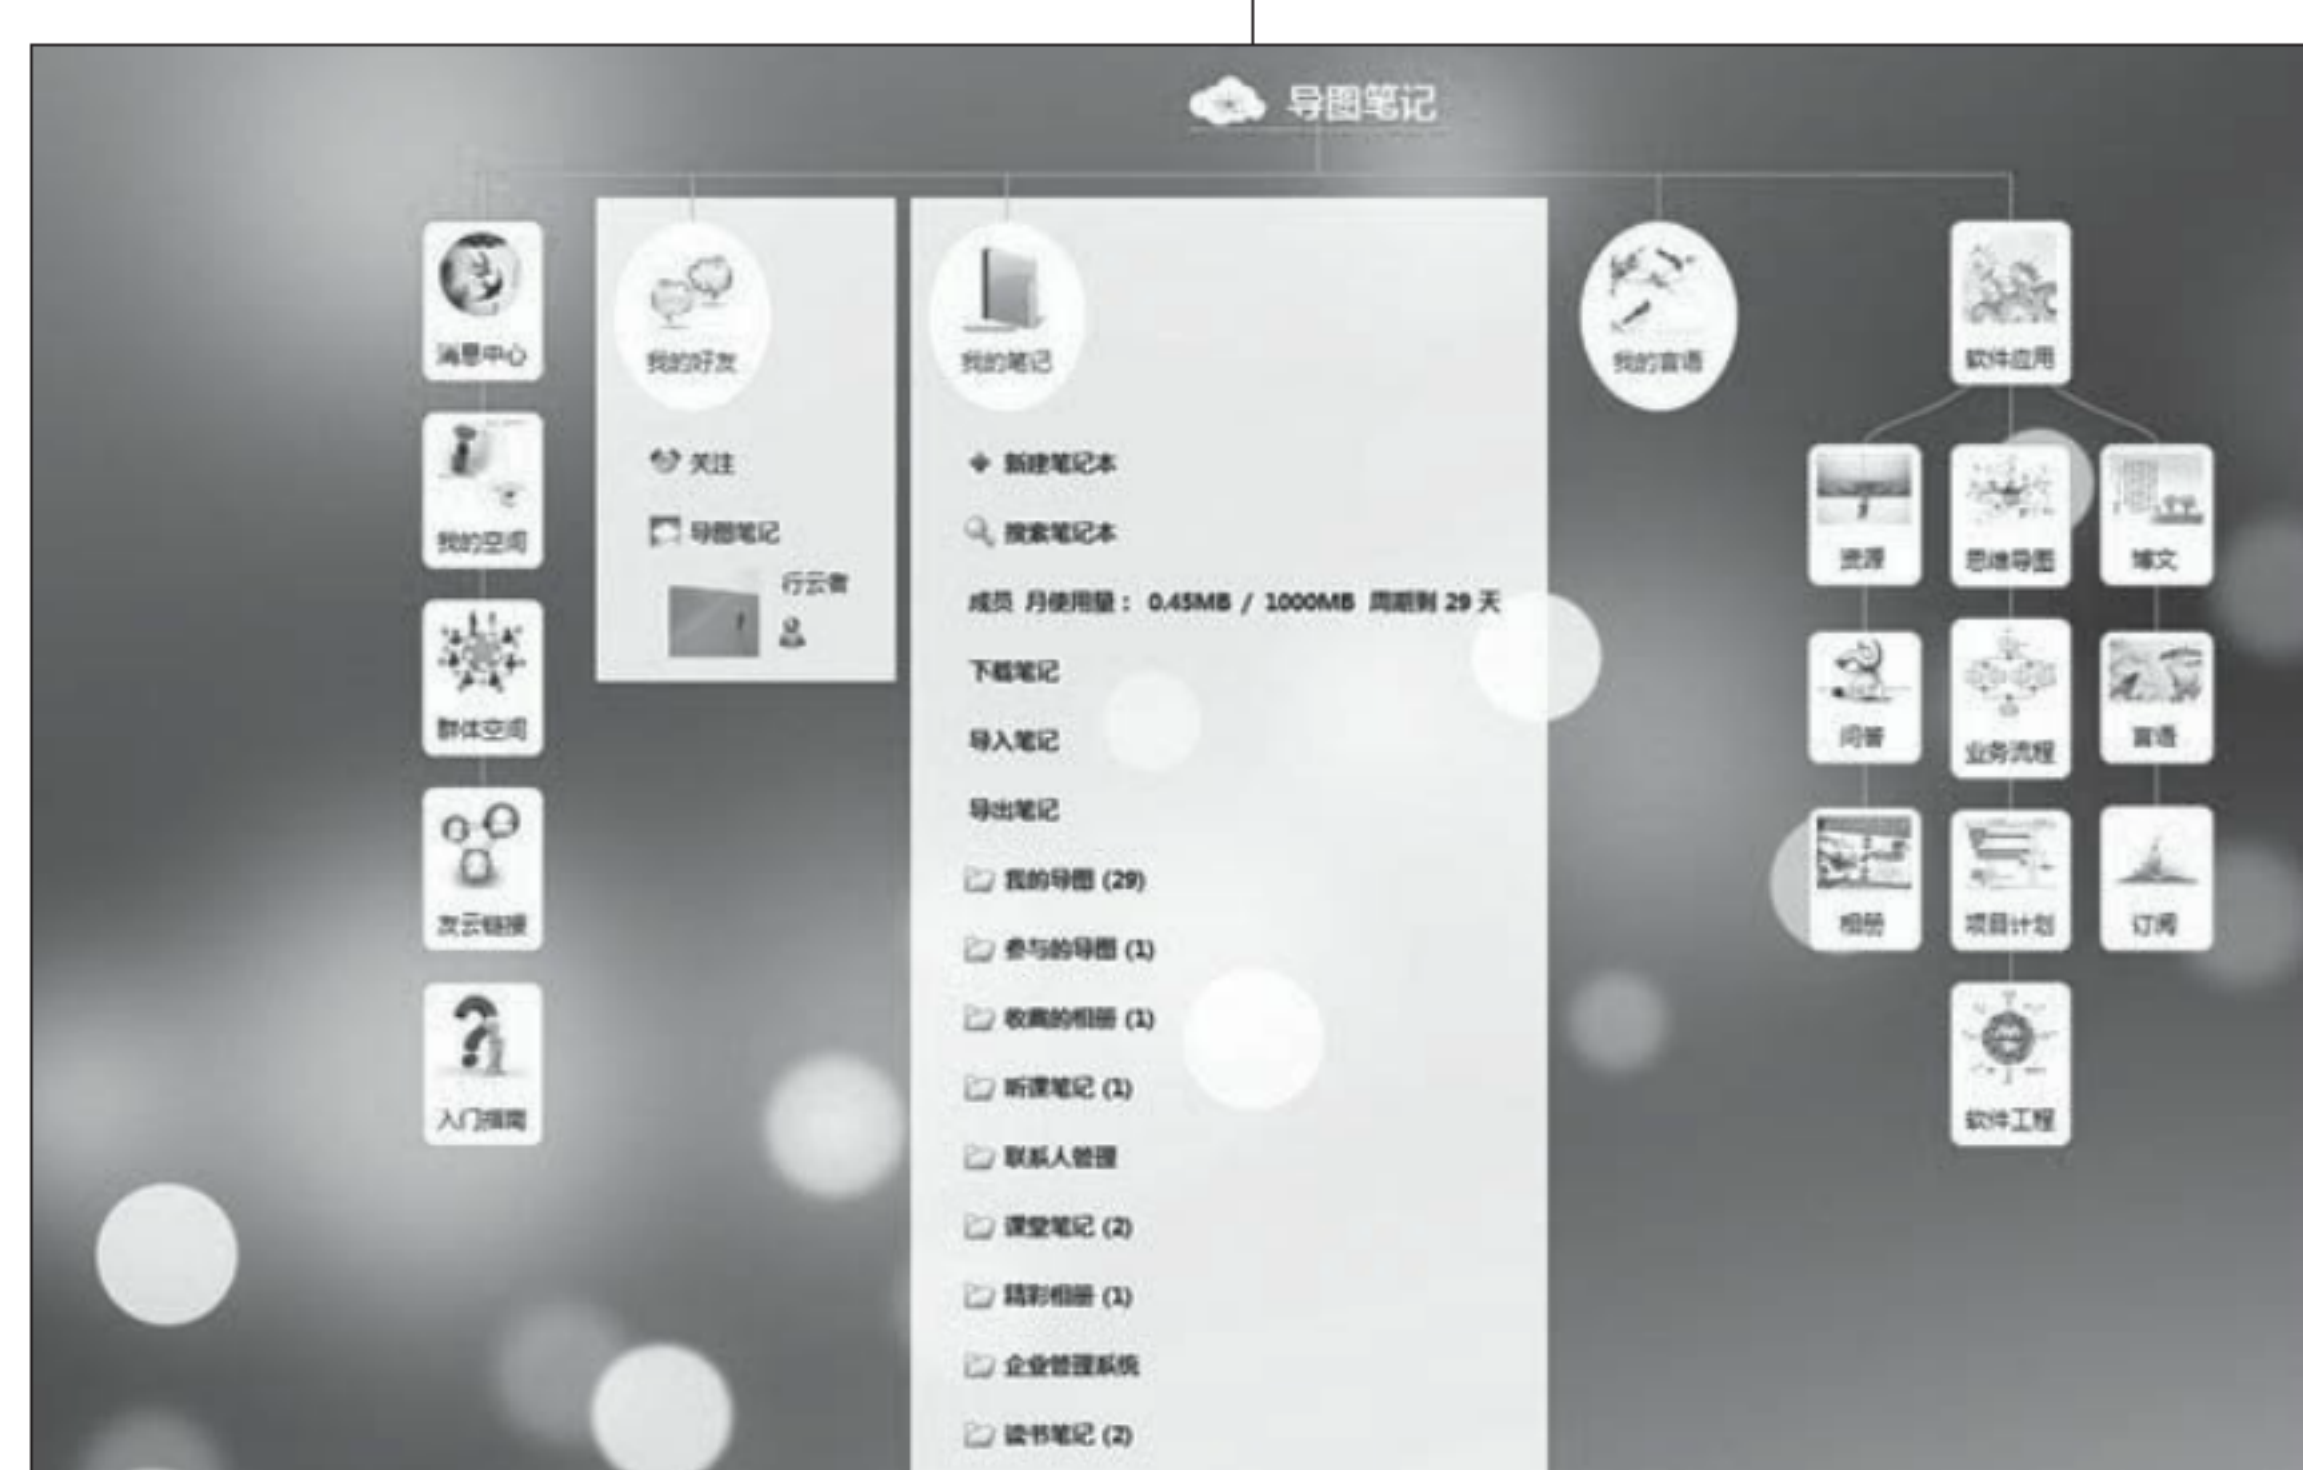 导图笔记
消息中心
我的空间
群体空间
友云链接
入门指南
我的好友
关注
导图笔记
行云者
我的笔记
新建笔记本
搜索笔记本
成员 月使用量： 0.45MB / 1000MB 周期剩 29 天
下载笔记
导入笔记
导出笔记
我的导图 (29)
参与的导图 (1)
收藏的相册 (1)
听课笔记 (1)
联系人管理
课堂笔记 (2)
精彩相册 (1)
企业管理系统
读书笔记 (2)
我的言语
软件应用
资源
思维导图
博文
问答
业务流程
言语
相册
项目计划
订阅
软件工程